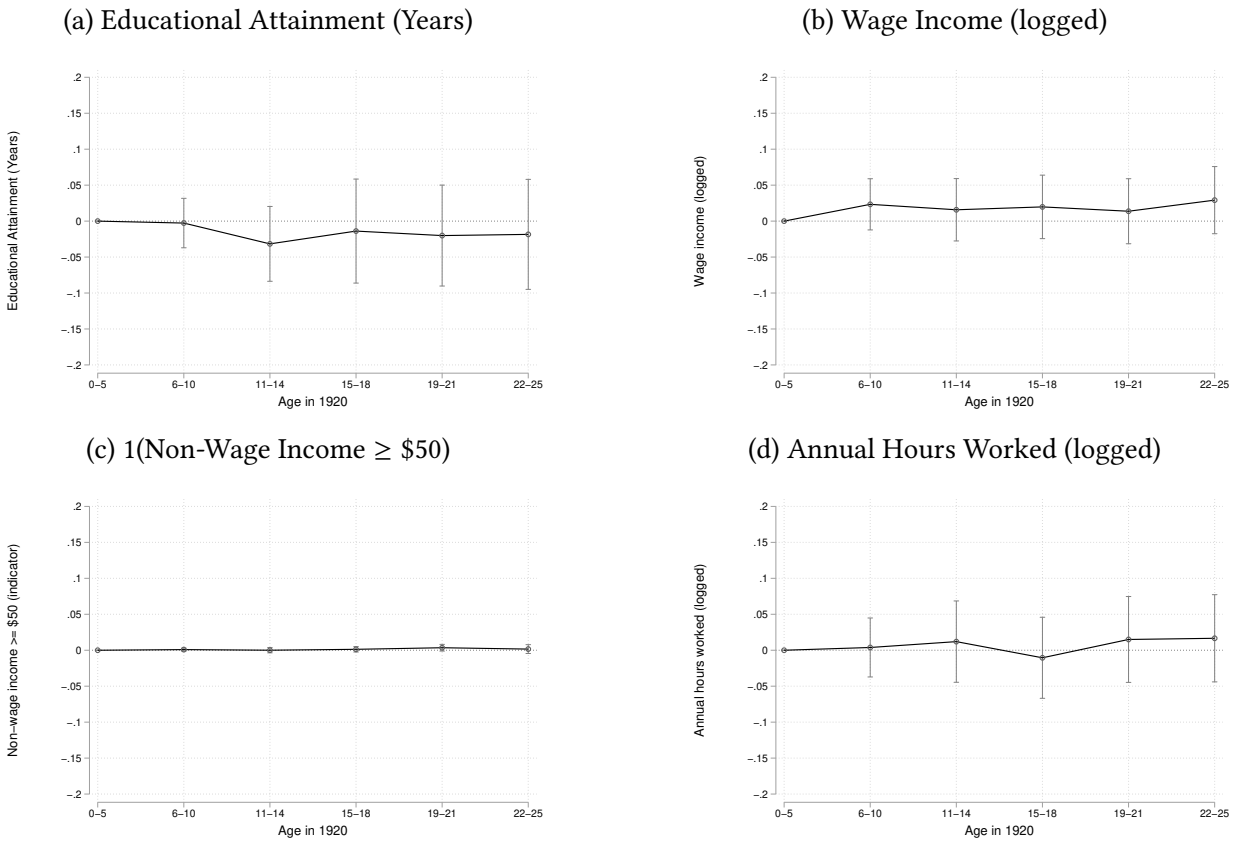 (a) Educational Attainment (Years)
Educational Attainment (Years)
.2
.15
.1
.05
0
–.05
–.1
–.15
–.2
0–5 6–10 11–14 15–18 19–21 22–25
Age in 1920
(b) Wage Income (logged)
Wage income (logged)
.2
.15
.1
.05
0
–.05
–.1
–.15
–.2
0–5 6–10 11–14 15–18 19–21 22–25
Age in 1920
(c) 1(Non-Wage Income ≥ $50)
Non–wage income >= $50 (indicator)
.2
.15
.1
.05
0
–.05
–.1
–.15
–.2
0–5 6–10 11–14 15–18 19–21 22–25
Age in 1920
(d) Annual Hours Worked (logged)
Annual hours worked (logged)
.2
.15
.1
.05
0
–.05
–.1
–.15
–.2
0–5 6–10 11–14 15–18 19–21 22–25
Age in 1920